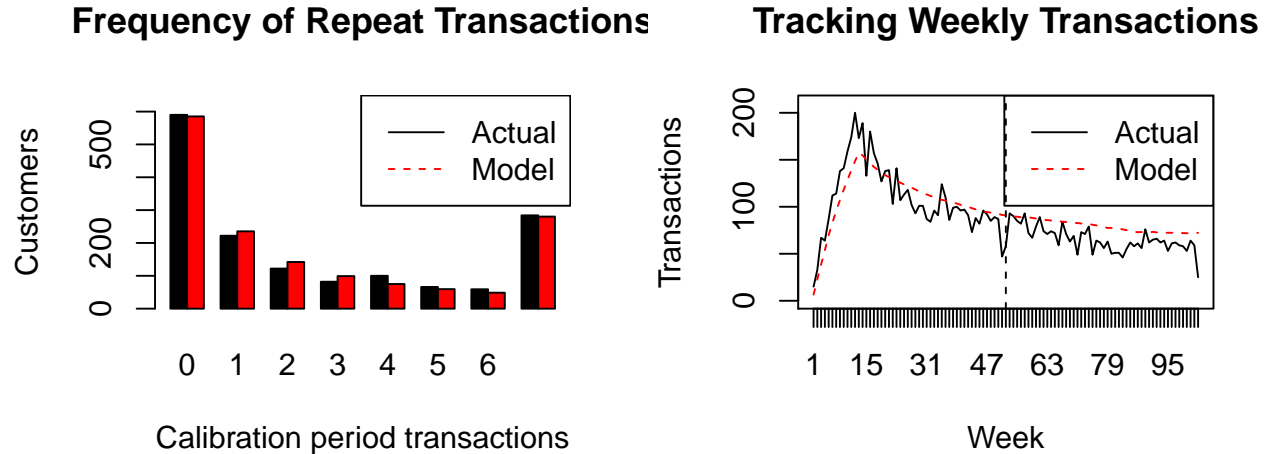 Frequency of Repeat Transactions
Customers
0
200
500
Actual
Model
0 1 2 3 4 5 6
Calibration period transactions
Tracking Weekly Transactions
Transactions
0
100
200
Actual
Model
1 15 31 47 63 79 95
Week